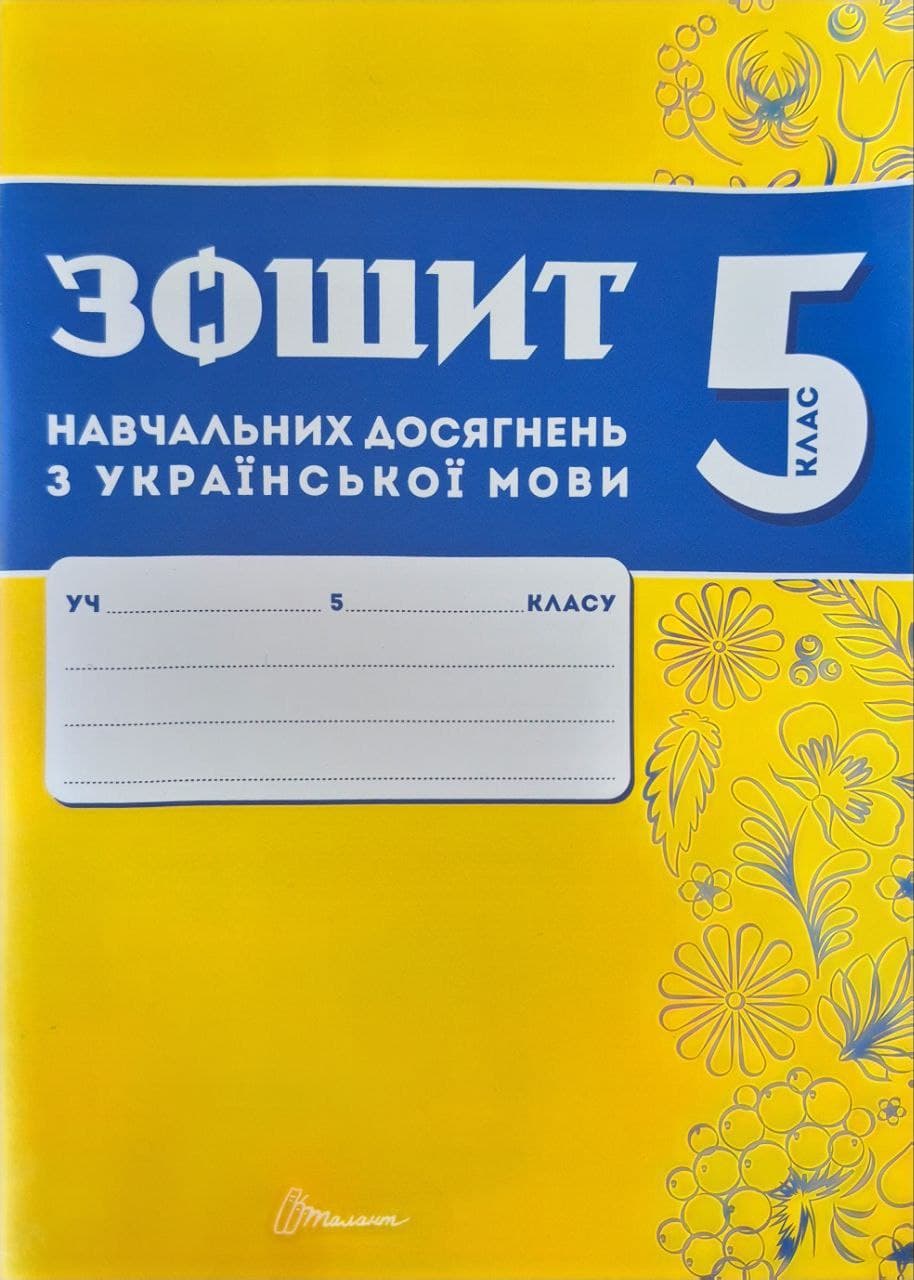 ЗОШИТ
НАВЧАЛЬНИХ ДОСЯГНЕНЬ
З УКРАЇНСЬКОЇ МОВИ
5
КЛАС
УЧ 5 КЛАСУ
Талант